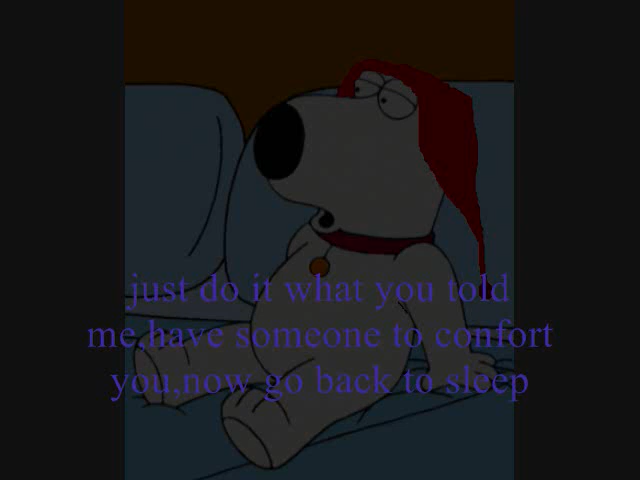 just do it what you told
me,have someone to confort
you,now go back to sleep